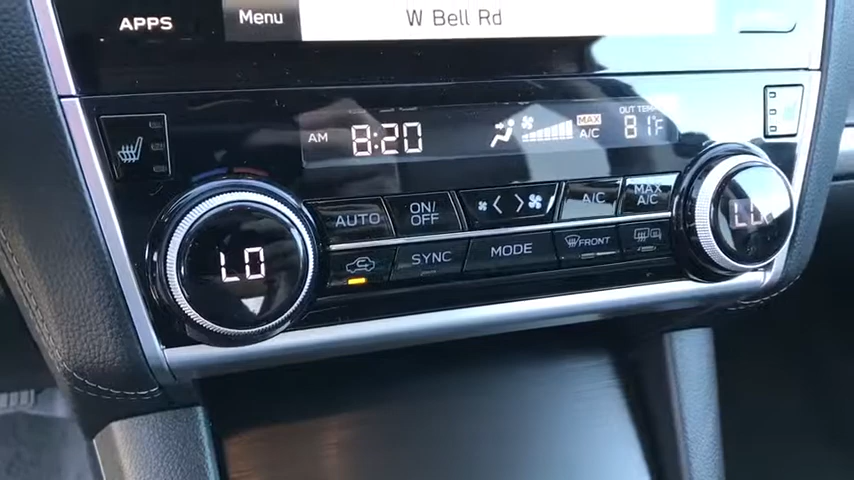 APPS
Menu
W Bell Rd
AM 8:20
MAX
A/C
OUT TEMP
81°F
AUTO
ON/
OFF
A/C
MAX
A/C
SYNC
MODE
FRONT
LO
LO